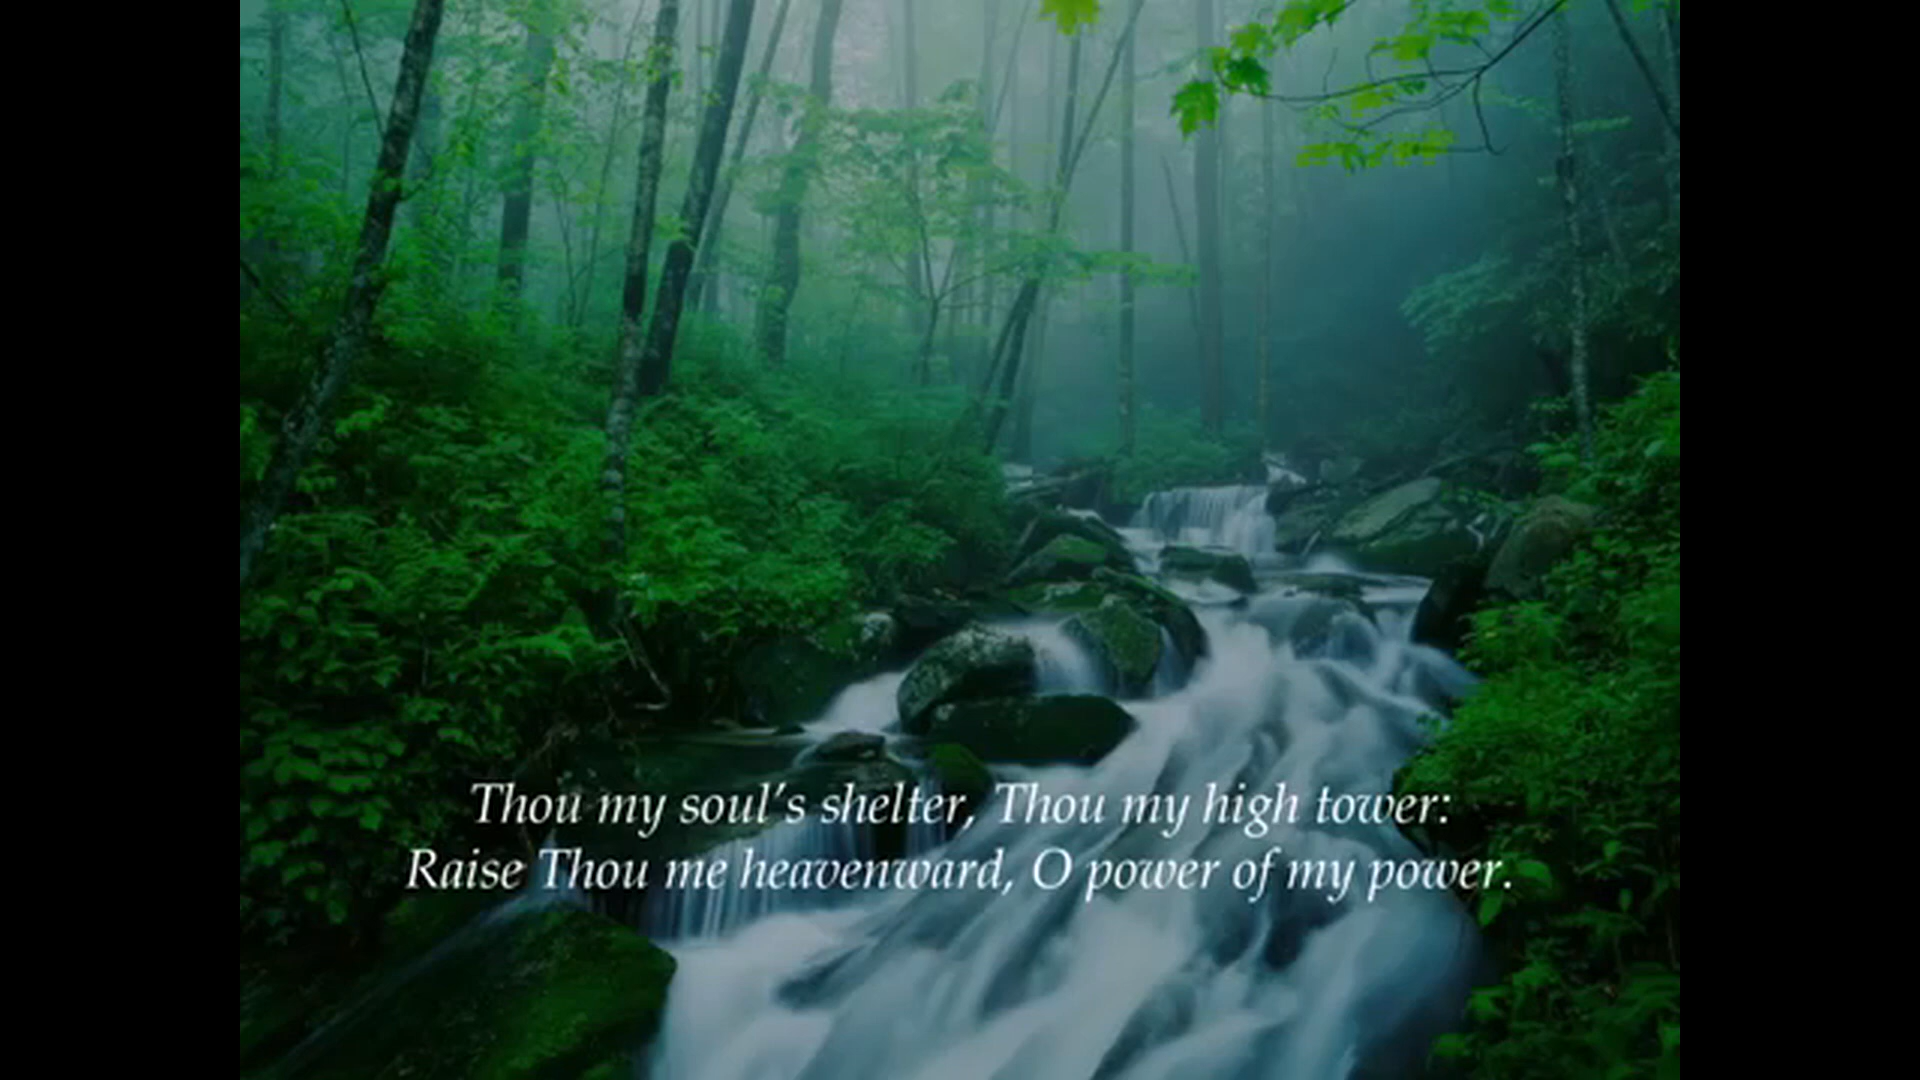 Thou my soul’s shelter, Thou my high tower:
Raise Thou me heavenward, O power of my power.